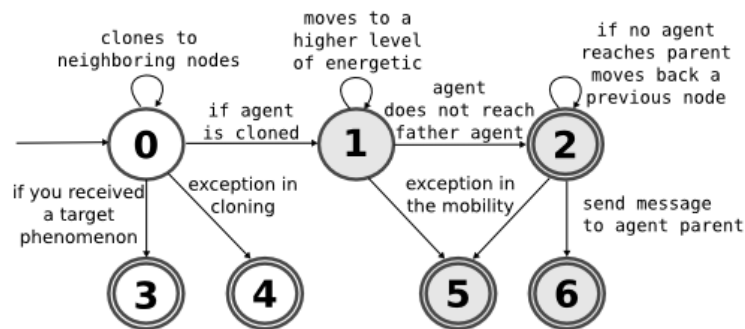 clones to
neighboring nodes
moves to a
higher level
of energetic
if no agent
reaches parent
moves back a
previous node
if agent
is cloned
agent
does not reach
father agent
0
1
2
if you received
a target
phenomenon
exception in
cloning
exception in
the mobility
send message
to agent parent
3
4
5
6